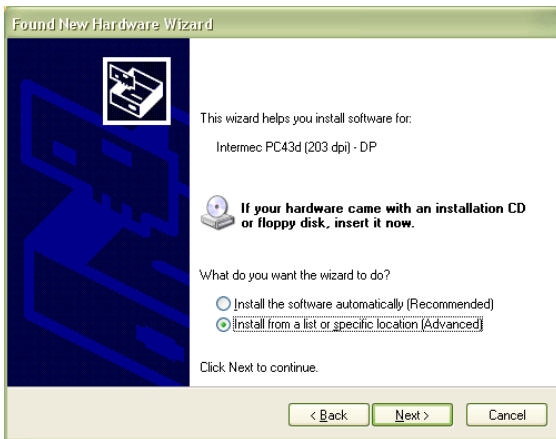 Found New Hardware Wizard
This wizard helps you install software for:
Intermec PC43d (203 dpi) - DP
If your hardware came with an installation CD
or floppy disk, insert it now.
What do you want the wizard to do?
Install the software automatically (Recommended)
Install from a list or specific location (Advanced)
Click Next to continue.
< Back Next > Cancel